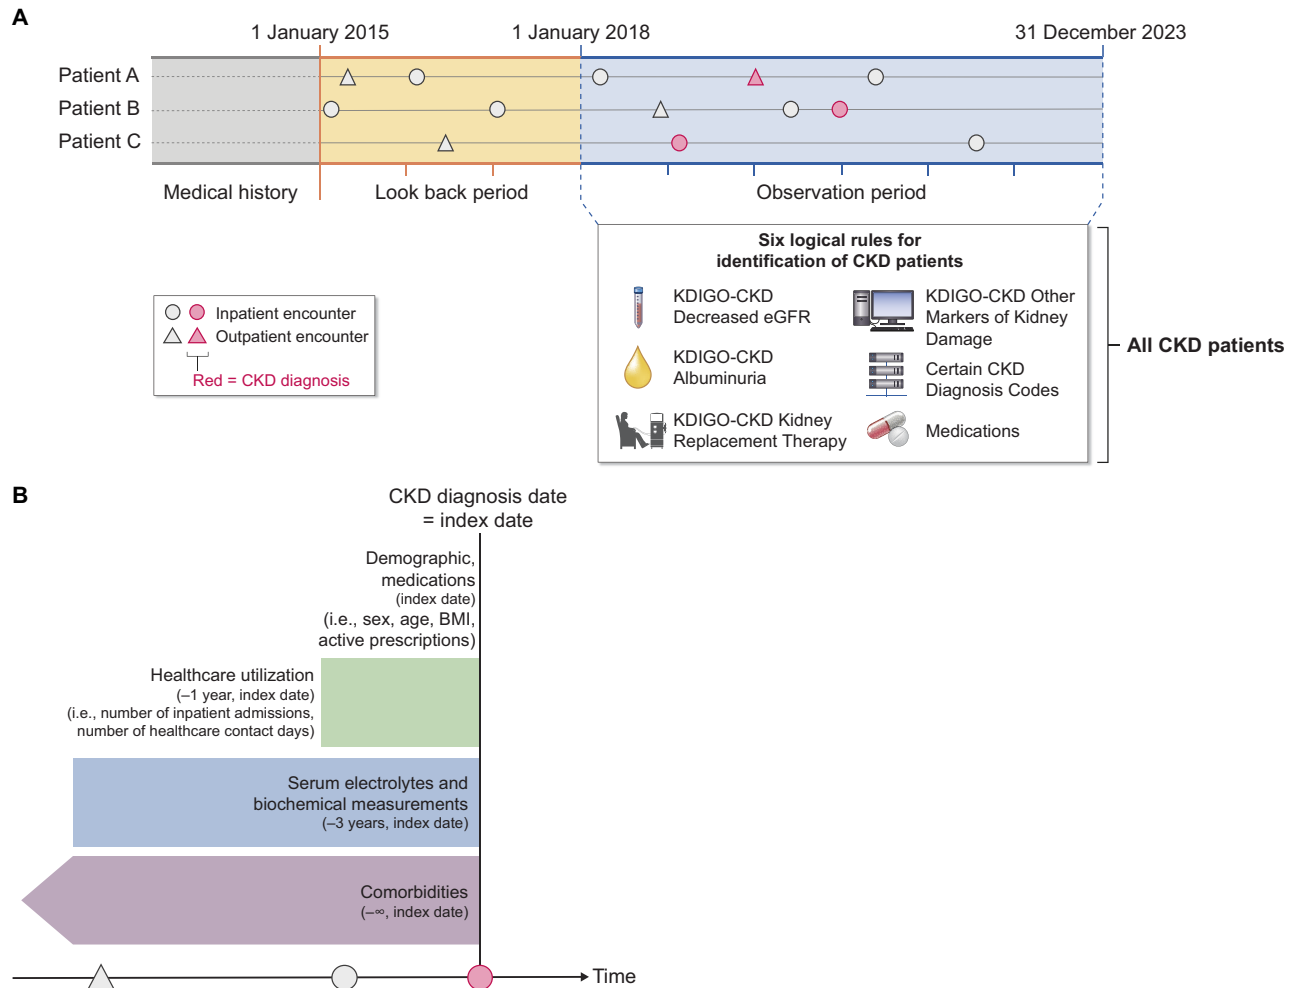 A
1 January 2015
1 January 2018
31 December 2023
Patient A
Patient B
Patient C
Medical history
Look back period
Observation period
Six logical rules for
identification of CKD patients
KDIGO-CKD
Decreased eGFR
KDIGO-CKD
Albuminuria
KDIGO-CKD Kidney
Replacement Therapy
KDIGO-CKD Other
Markers of Kidney
Damage
Certain CKD
Diagnosis Codes
Medications
All CKD patients
Inpatient encounter
Outpatient encounter
Red = CKD diagnosis
B
CKD diagnosis date
= index date
Demographic,
medications
(index date)
(i.e., sex, age, BMI,
active prescriptions)
Healthcare utilization
(–1 year, index date)
(i.e., number of inpatient admissions,
number of healthcare contact days)
Serum electrolytes and
biochemical measurements
(–3 years, index date)
Comorbidities
(–∞, index date)
Time